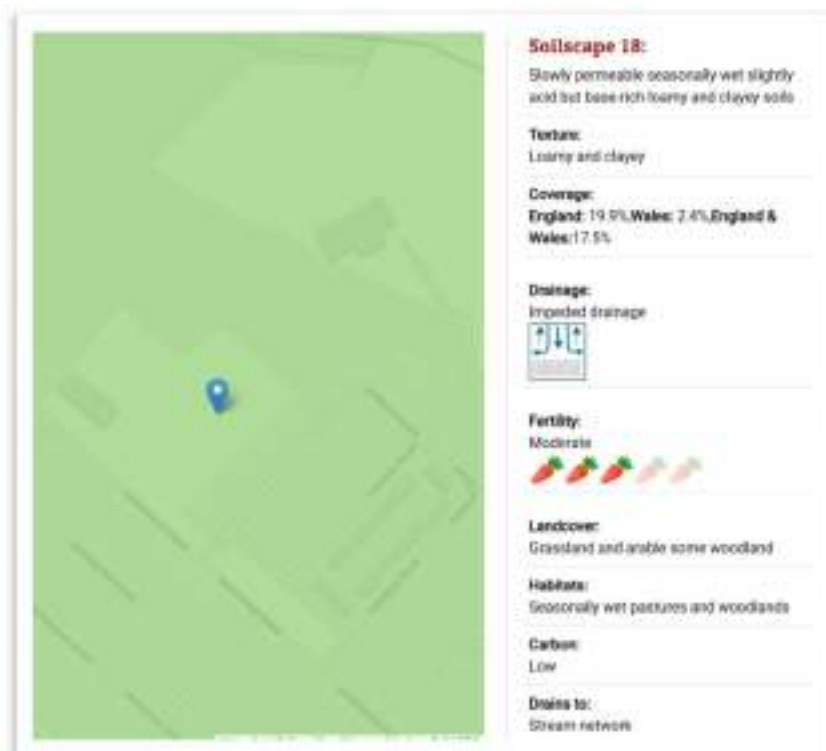 Soilscape 18:
Slowly permeable seasonally wet slightly
acid but base-rich loamy and clayey soils
Texture:
Loamy and clayey
Coverage:
England: 19.9%,Wales: 2.4%,England &
Wales:17.5%
Drainage:
Impeded drainage
Fertility:
Moderate
Landcover:
Grassland and arable some woodland
Habitats:
Seasonally wet pastures and woodlands
Carbon:
Low
Drains to:
Stream network